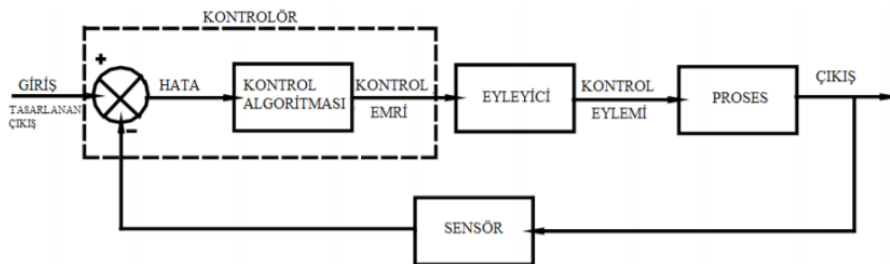 KONTROLÖR
+
GİRİŞ
TASARLANAN
ÇIKIŞ
-
HATA
KONTROL
ALGORİTMASI
KONTROL
EMRİ
EYLEYİCİ
KONTROL
EYLEMİ
PROSES
ÇIKIŞ
SENSÖR